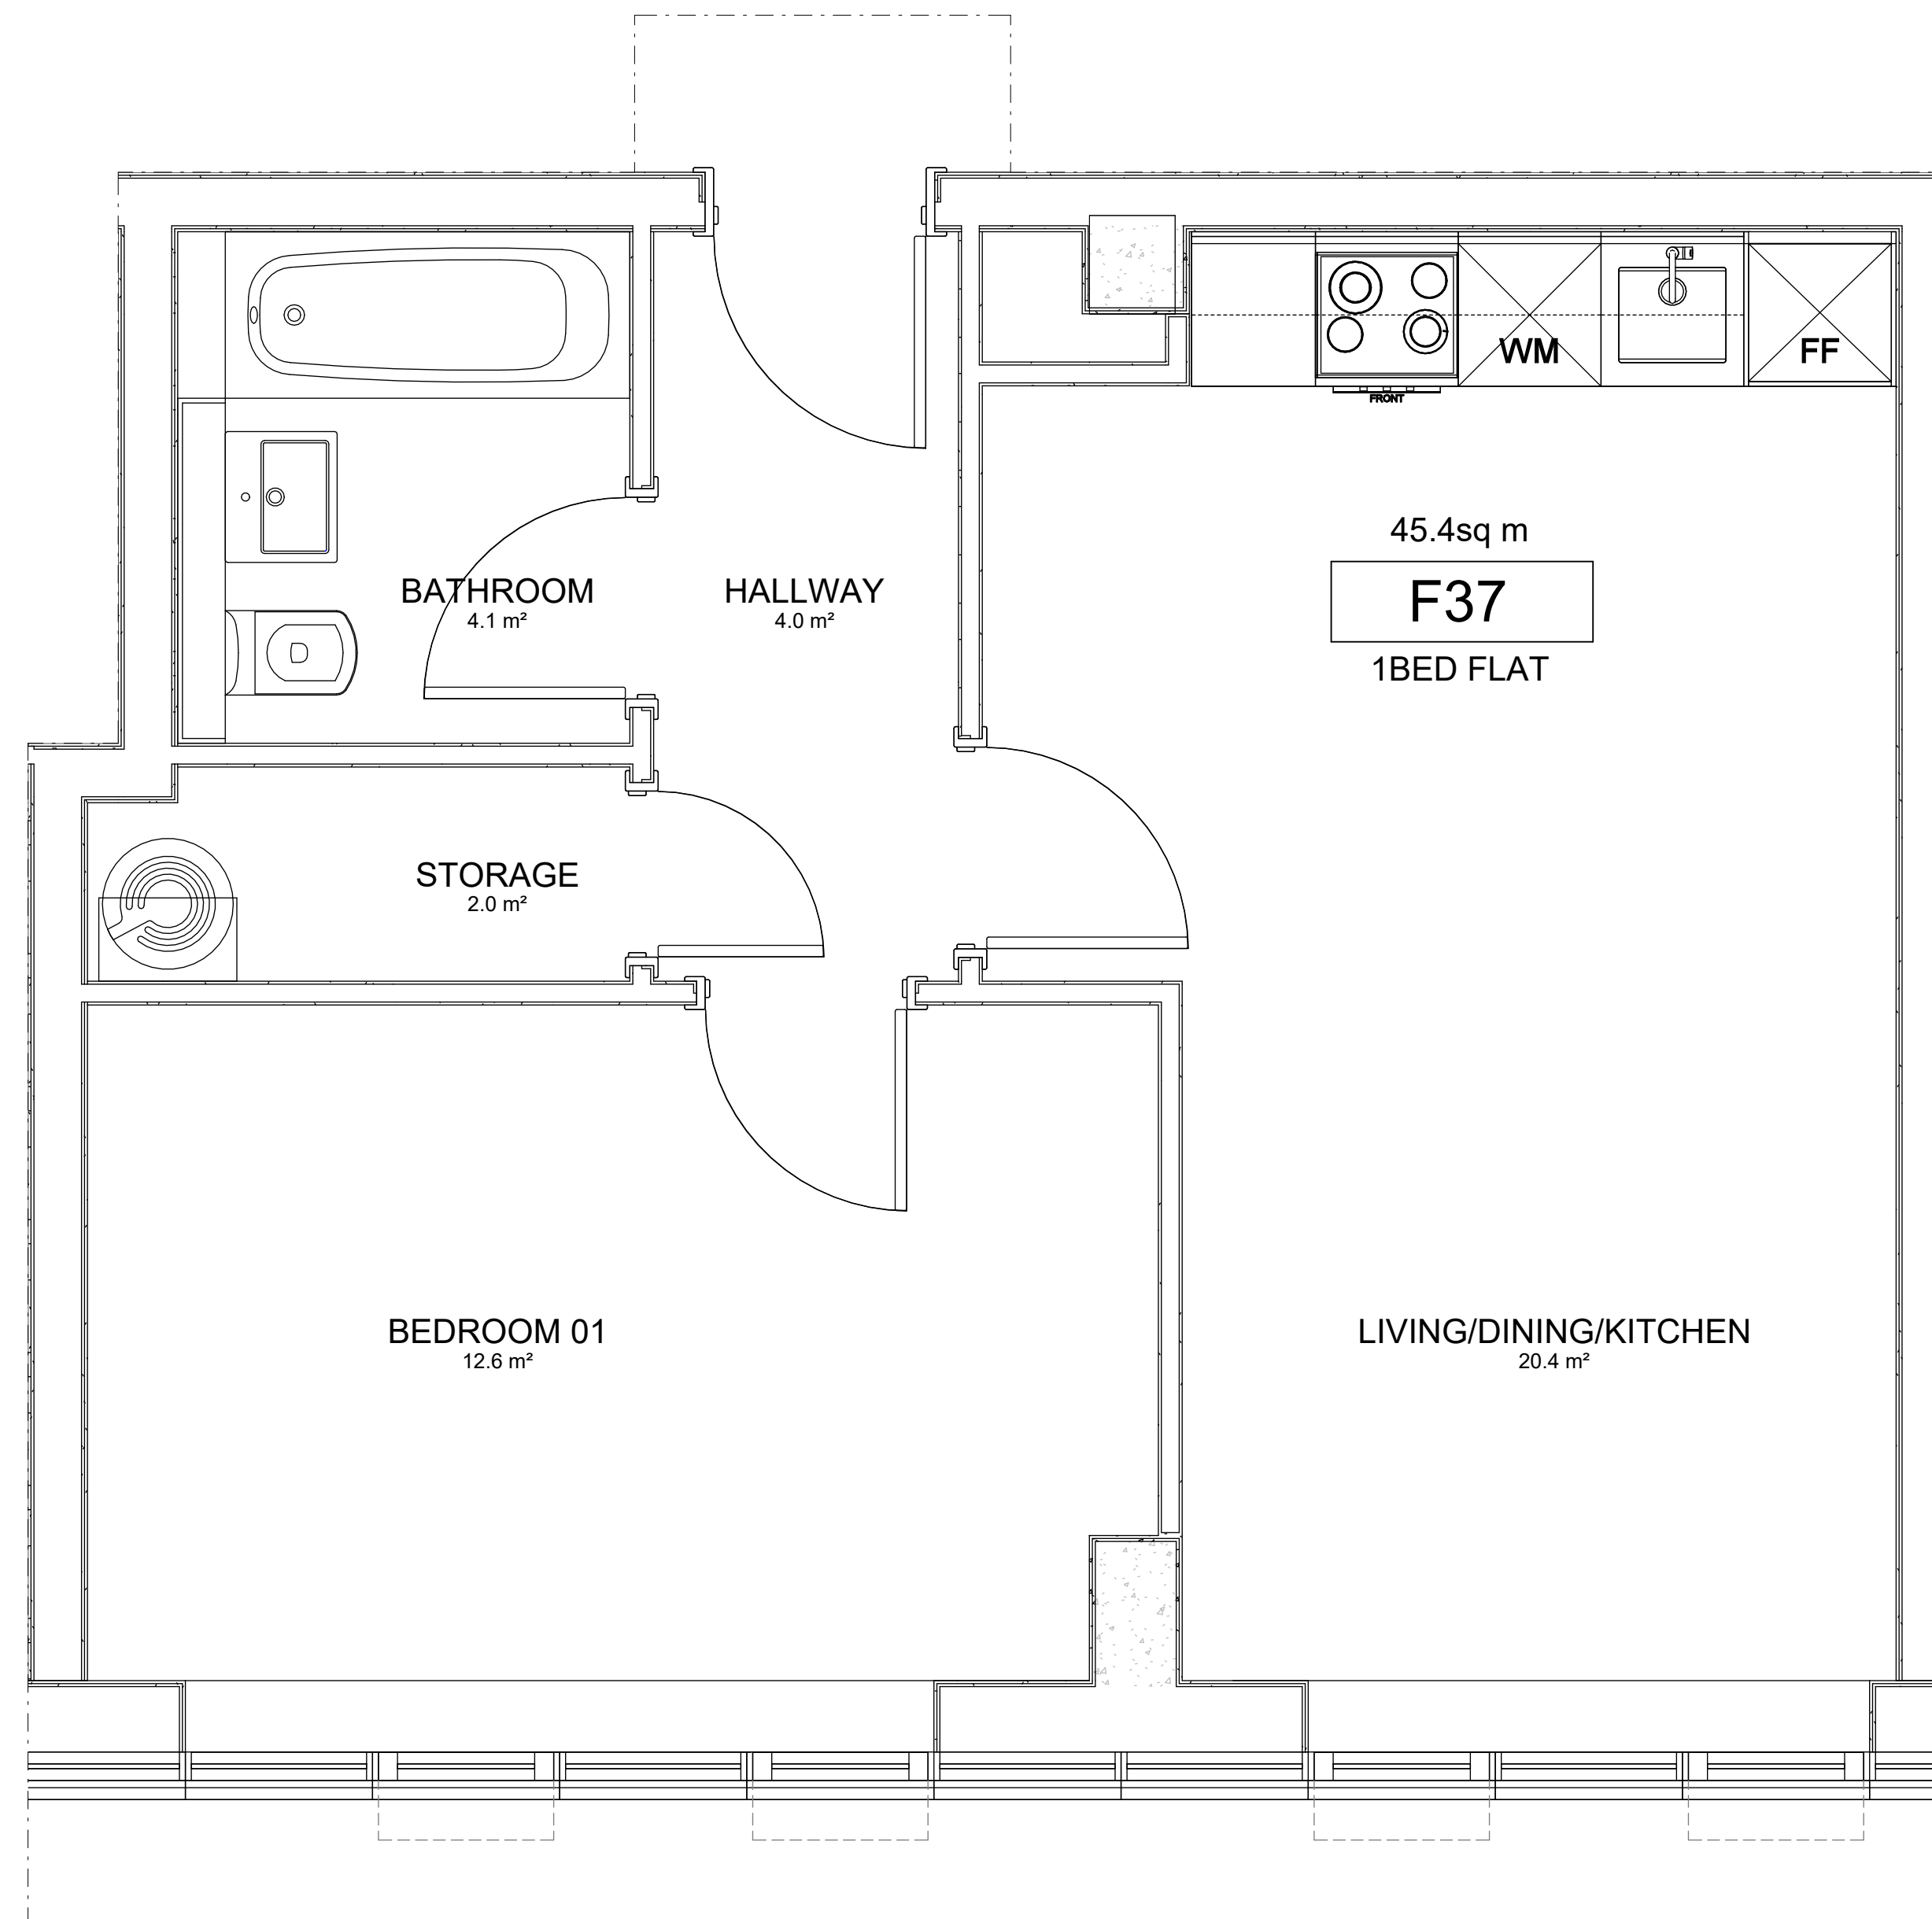 WM
FF
FRONT
45.4sq m
F37
1BED FLAT
BATHROOM
4.1 m²
HALLWAY
4.0 m²
STORAGE
2.0 m²
BEDROOM 01
12.6 m²
LIVING/DINING/KITCHEN
20.4 m²